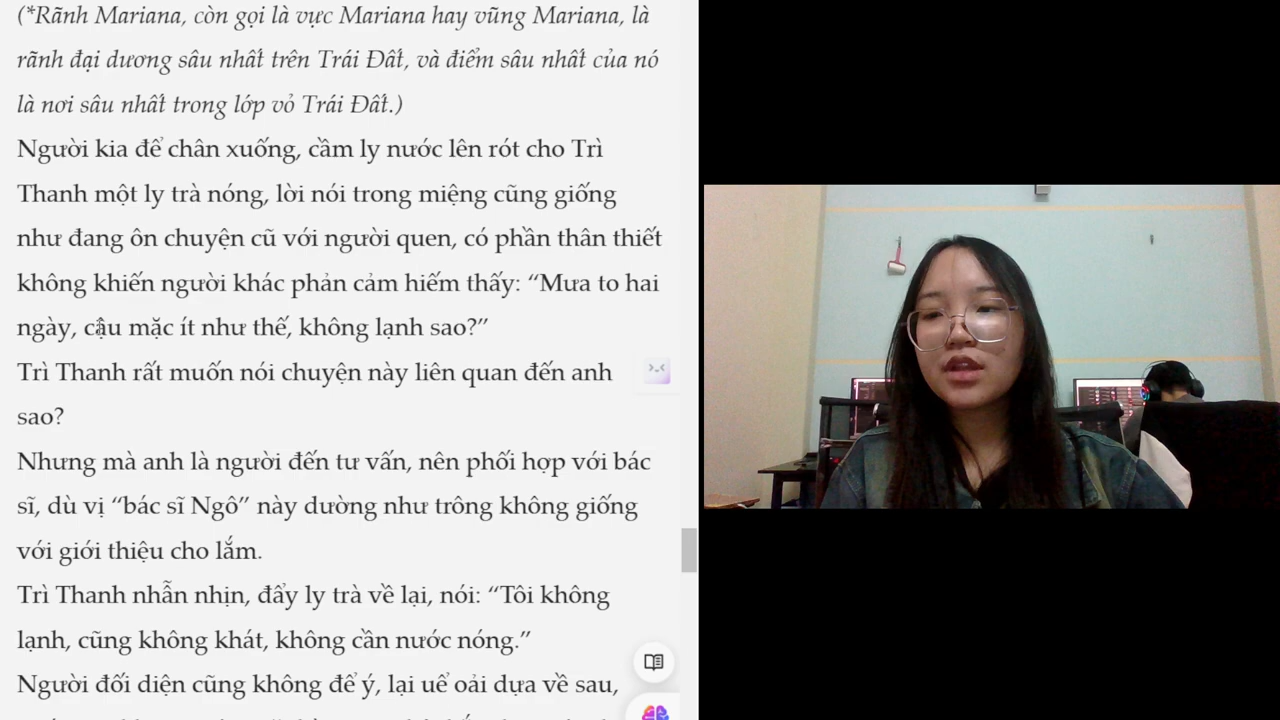 (*Rãnh Mariana, còn gọi là vực Mariana hay vũng Mariana, là
rãnh đại dương sâu nhất trên Trái Đất, và điểm sâu nhất của nó
là nơi sâu nhất trong lớp vỏ Trái Đất.)
Người kia để chân xuống, cầm ly nước lên rót cho Trì
Thanh một ly trà nóng, lời nói trong miệng cũng giống
như đang ôn chuyện cũ với người quen, có phần thân thiết
không khiến người khác phản cảm hiếm thấy: “Mưa to hai
ngày, cậu mặc ít như thế, không lạnh sao?”
Trì Thanh rất muốn nói chuyện này liên quan đến anh
sao?
Nhưng mà anh là người đến tư vấn, nên phối hợp với bác
sĩ, dù vị “bác sĩ Ngô” này dường như trông không giống
với giới thiệu cho lắm.
Trì Thanh nhẫn nhịn, đẩy ly trà về lại, nói: “Tôi không
lạnh, cũng không khát, không cần nước nóng.”
Người đối diện cũng không để ý, lại uể oải dựa về sau,